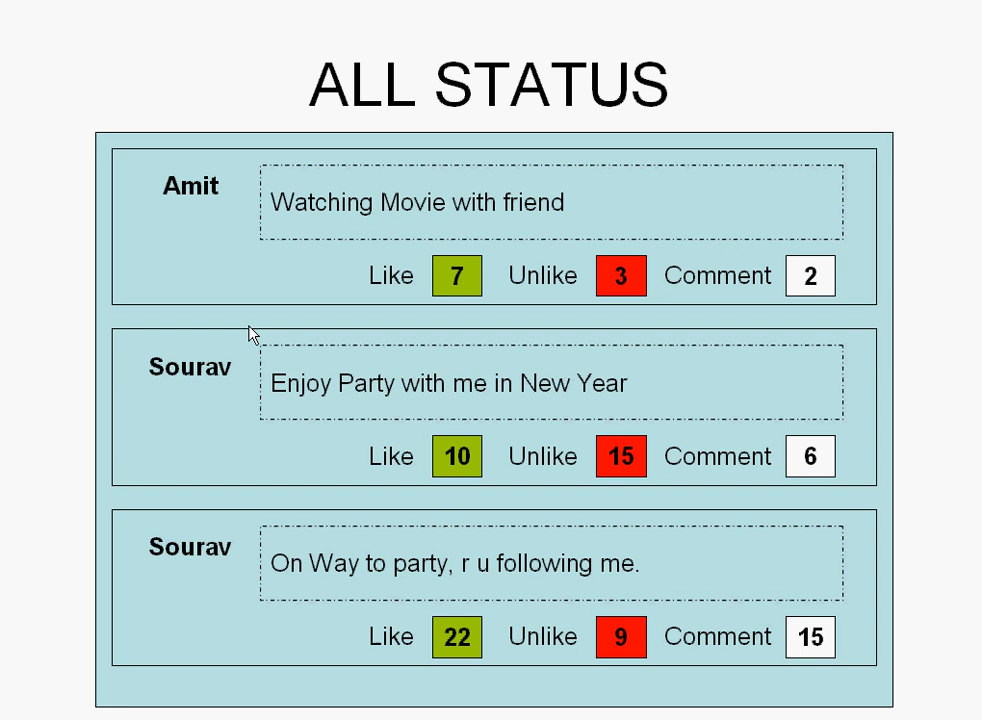 ALL STATUS
Amit
Watching Movie with friend
Like 7 Unlike 3 Comment 2
Sourav
Enjoy Party with me in New Year
Like 10 Unlike 15 Comment 6
Sourav
On Way to party, r u following me.
Like 22 Unlike 9 Comment 15